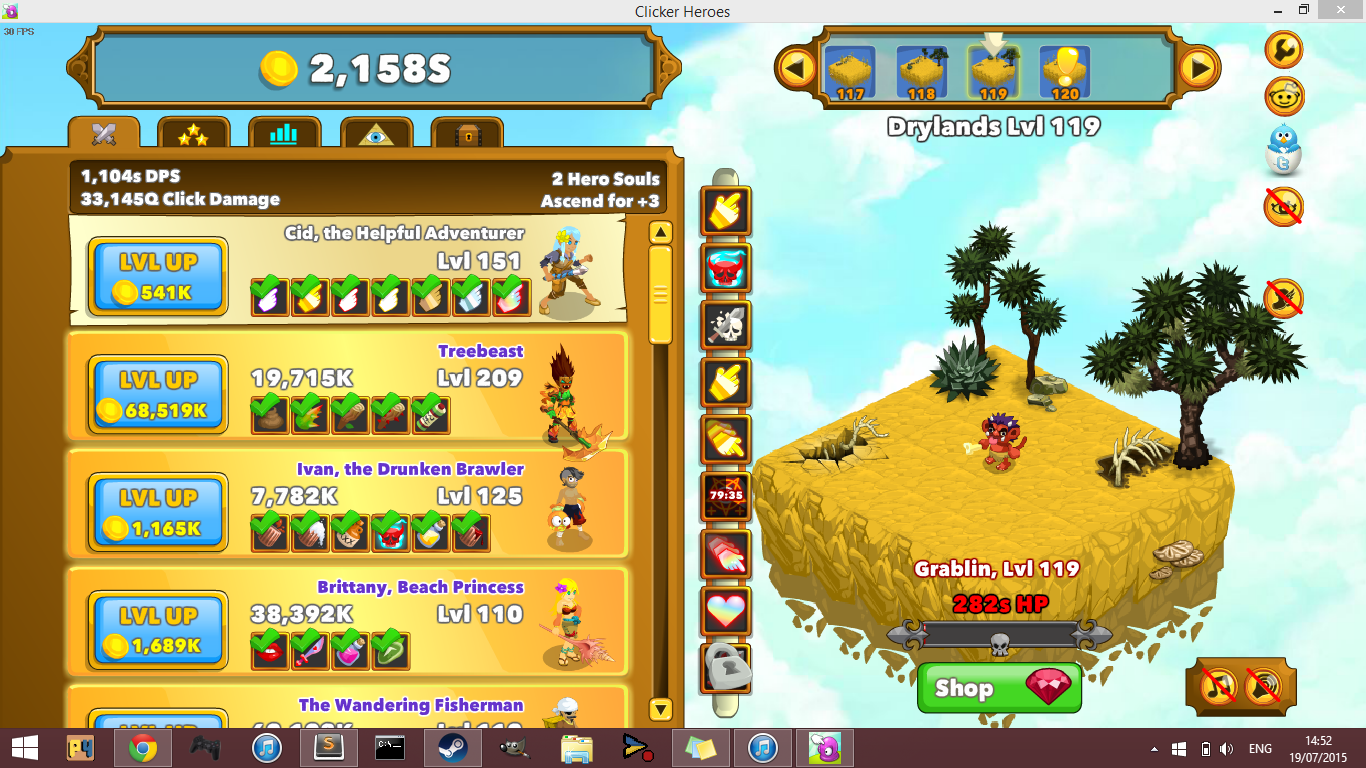 Clicker Heroes
30 FPS
2,158S
117
118
119
120
Drylands Lvl 119
1,104s DPS
33,145Q Click Damage
2 Hero Souls
Ascend for +3
Cid, the Helpful Adventurer
Lvl 151
LVL UP
541K
Treebeast
19,715K
Lvl 209
LVL UP
68,519K
Ivan, the Drunken Brawler
7,782K
Lvl 125
LVL UP
1,165K
Brittany, Beach Princess
38,392K
Lvl 110
LVL UP
1,689K
The Wandering Fisherman
79:35
Grablin, Lvl 119
282s HP
Shop
P4
S
C:\_
ENG
14:52
19/07/2015